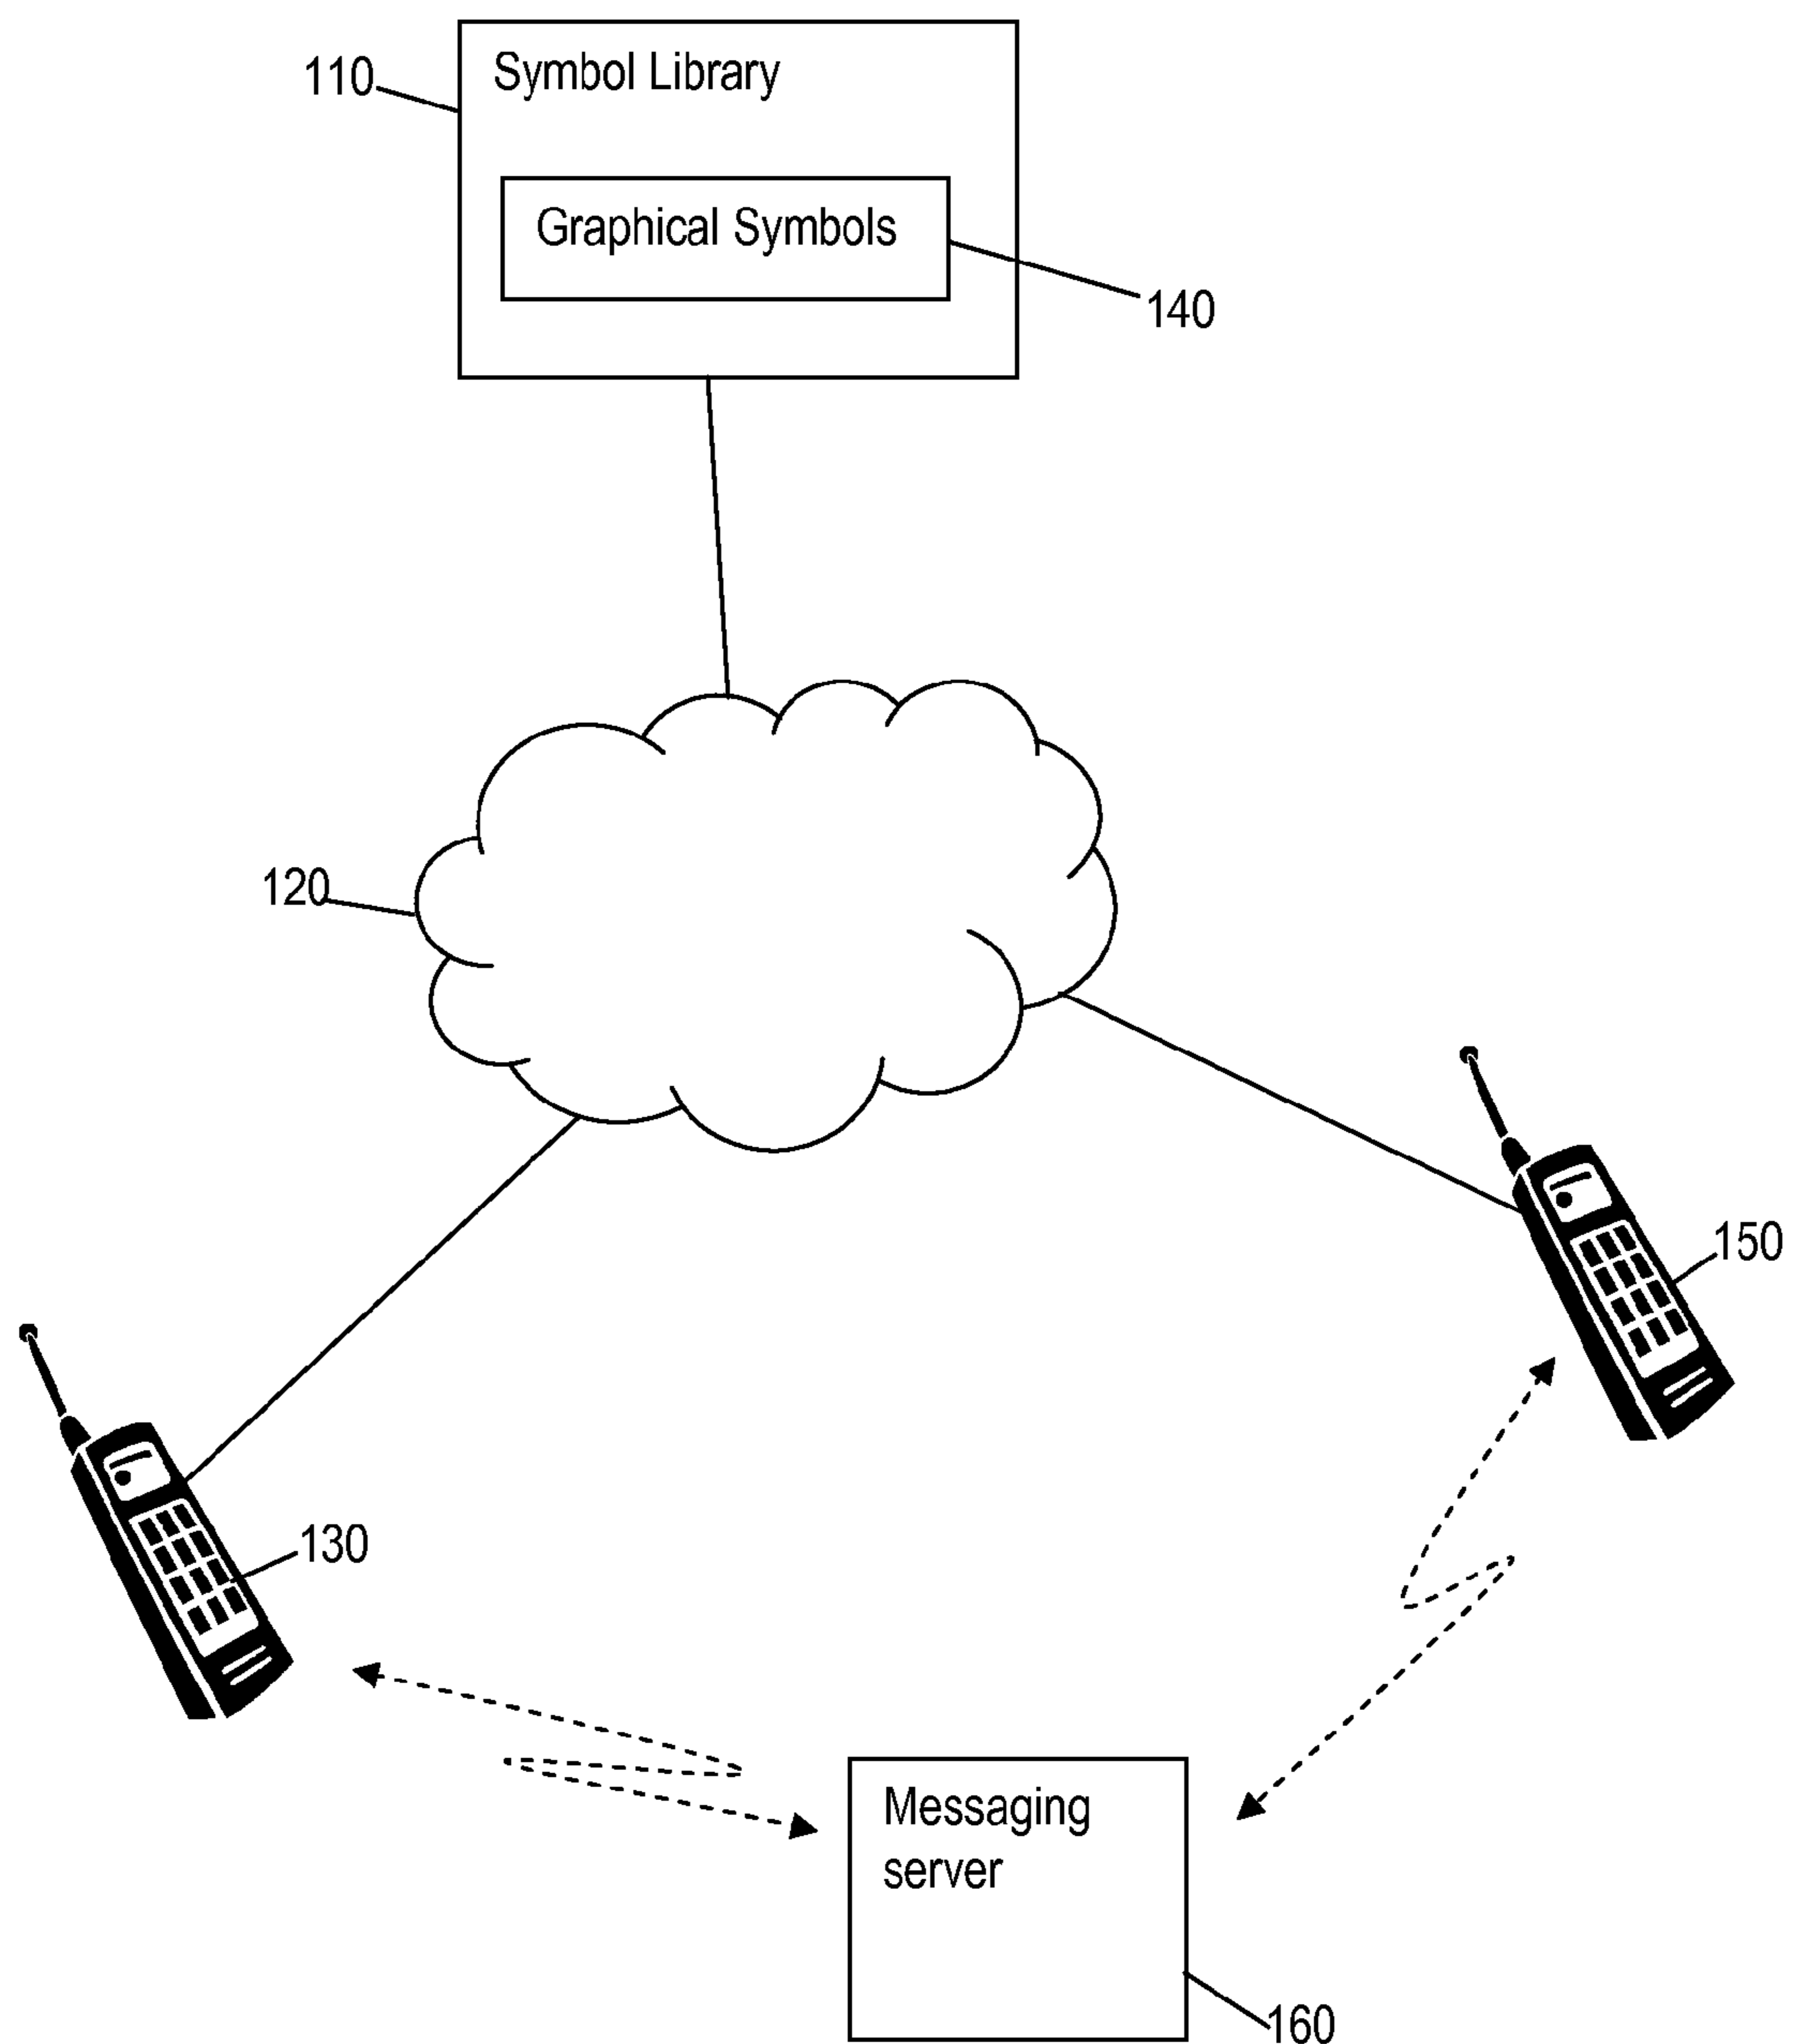 110
Symbol Library
Graphical Symbols
140
120
150
130
Messaging
server
160